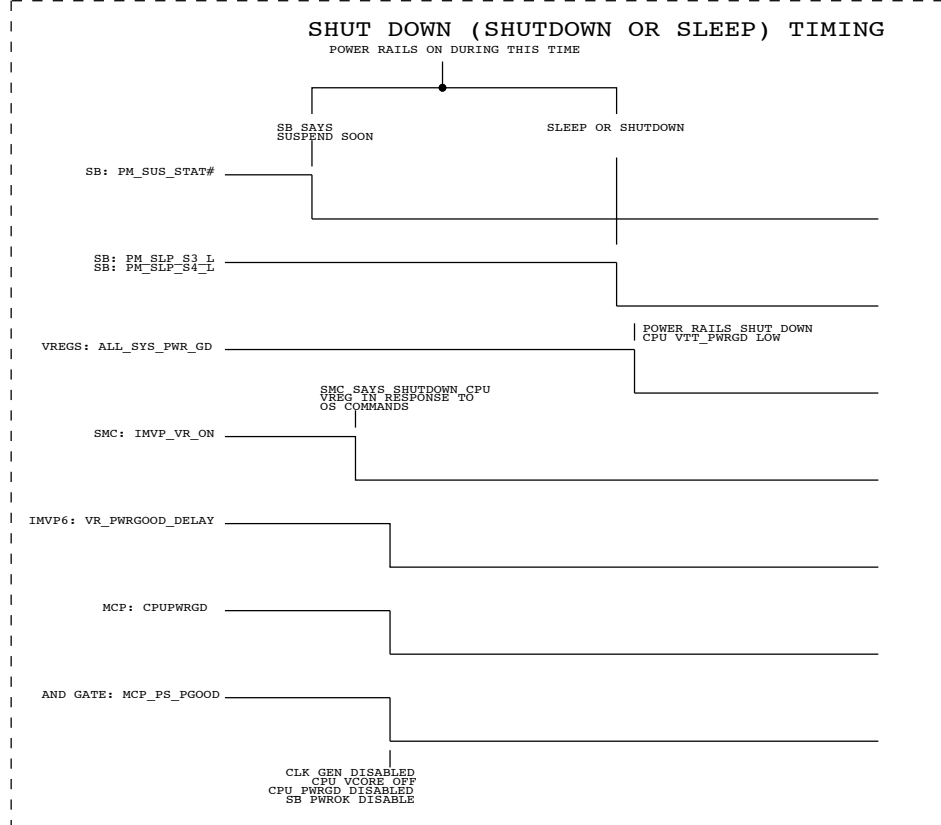 SHUT DOWN (SHUTDOWN OR SLEEP) TIMING
POWER RAILS ON DURING THIS TIME
SB SAYS
SUSPEND SOON
SLEEP OR SHUTDOWN
SB: PM_SUS_STAT#
SB: PM_SLP_S3_L
SB: PM_SLP_S4_L
POWER RAILS SHUT DOWN
CPU VTT_PWRGD LOW
VREGS: ALL_SYS_PWR_GD
SMC SAYS SHUTDOWN CPU
VREG IN RESPONSE TO
OS COMMANDS
SMC: IMVP_VR_ON
IMVP6: VR_PWRGOOD_DELAY
MCP: CPUPWRGD
AND GATE: MCP_PS_PGOOD
CLK GEN DISABLED
CPU VCORE OFF
CPU PWRGD DISABLED
SB PWROK DISABLE